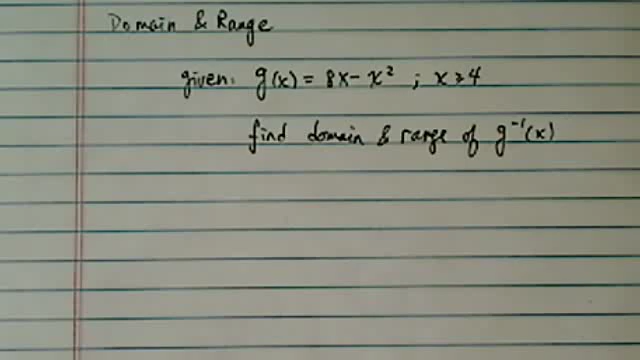 Domain & Range
given: g(x) = 8x - x² ; x ≥ 4
find domain & range of g⁻¹(x)